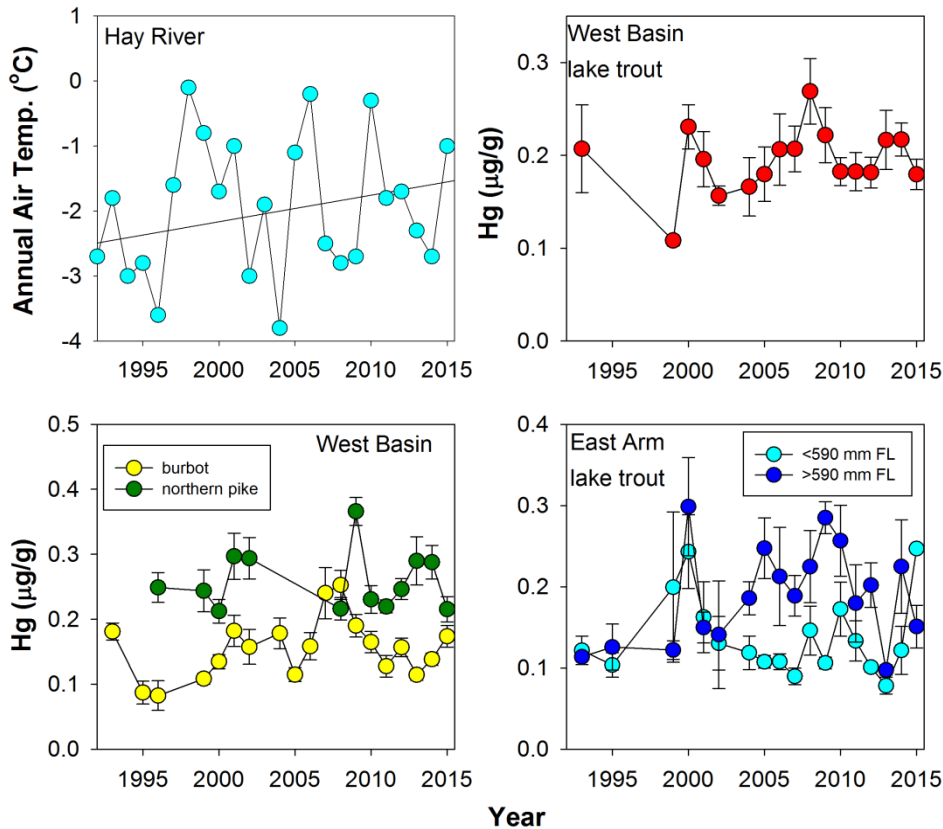 Hay River
Annual Air Temp. (°C)
1
0
-1
-2
-3
-4
1995 2000 2005 2010 2015
West Basin
lake trout
Hg (µg/g)
0.3
0.2
0.1
0.0
1995 2000 2005 2010 2015
West Basin
burbot
northern pike
Hg (µg/g)
0.5
0.4
0.3
0.2
0.1
0.0
1995 2000 2005 2010 2015
East Arm
lake trout
<590 mm FL
>590 mm FL
0.4
0.3
0.2
0.1
0.0
1995 2000 2005 2010 2015
Year